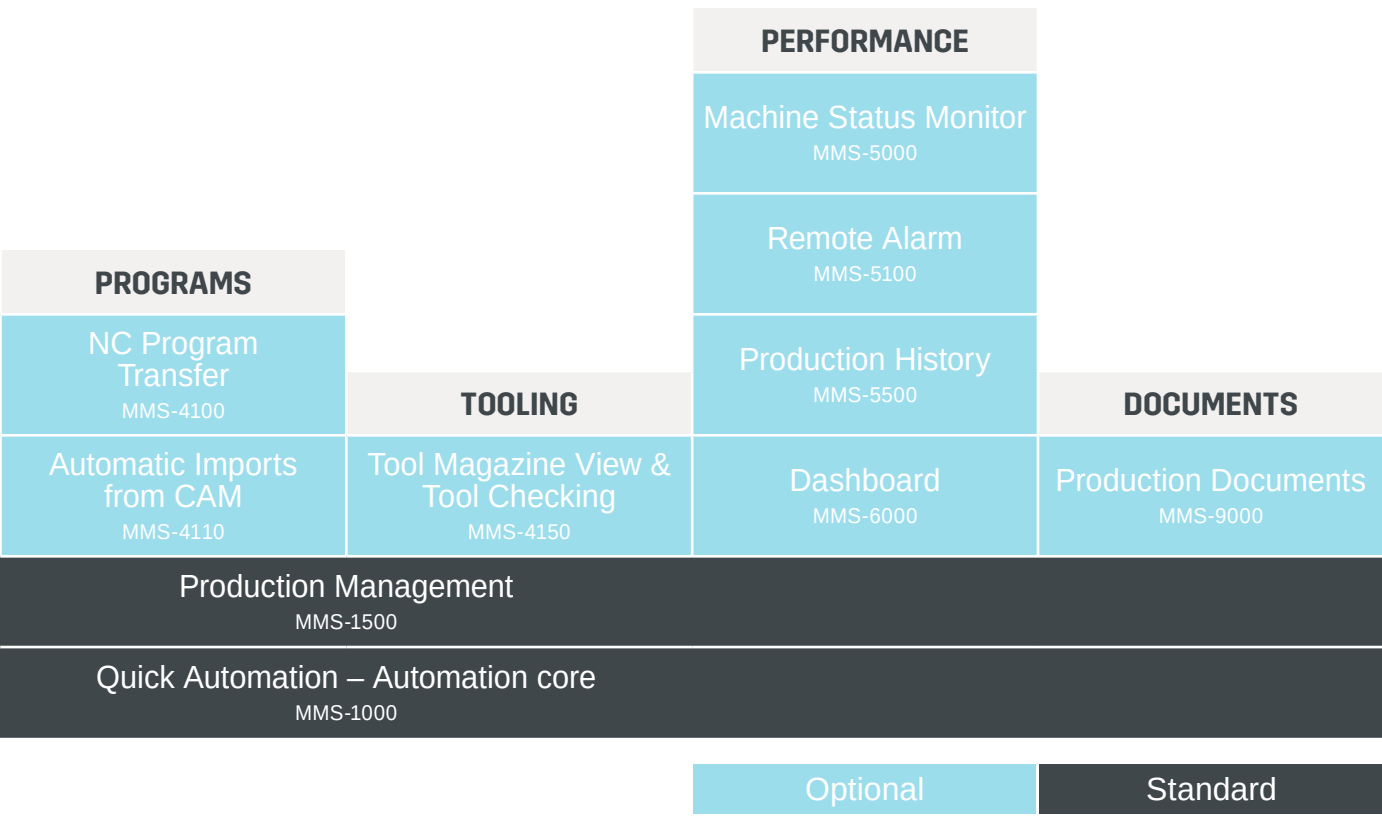 PERFORMANCE
Machine Status Monitor
MMS-5000
Remote Alarm
MMS-5100
PROGRAMS
NC Program
Transfer
MMS-4100
Production History
MMS-5500
TOOLING
DOCUMENTS
Automatic Imports
from CAM
MMS-4110
Tool Magazine View &
Tool Checking
MMS-4150
Dashboard
MMS-6000
Production Documents
MMS-9000
Production Management
MMS-1500
Quick Automation – Automation core
MMS-1000
Optional
Standard